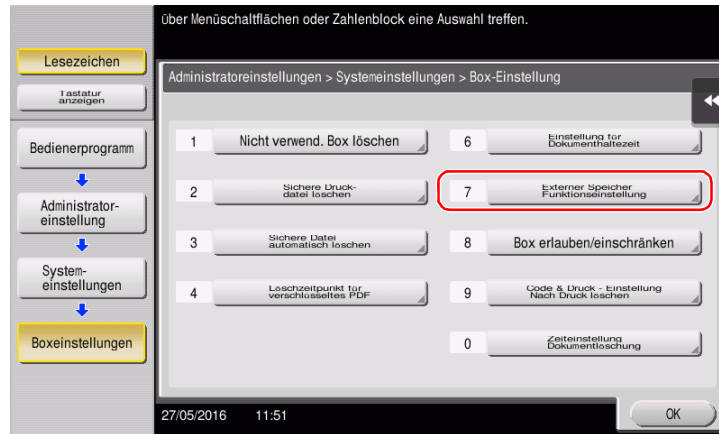 über Menüschaltflächen oder Zahlenblock eine Auswahl treffen.
Lesezeichen
Tastatur
anzeigen
Bedienerprogramm
Administrator-
einstellung
System-
einstellungen
Boxeinstellungen
Administratoreinstellungen > Systemeinstellungen > Box-Einstellung
1 Nicht verwend. Box löschen
2 Sichere Druck-
datei löschen
3 Sichere Datei
automatisch löschen
4 Löschzeitpunkt für
verschlüsseltes PDF
6 Einstellung für
Dokumenthaltezeit
7 Externer Speicher
Funktionseinstellung
8 Box erlauben/einschränken
9 Code & Druck - Einstellung
Nach Druck löschen
0 Zeiteinstellung
Dokumentlöschung
27/05/2016 11:51
OK